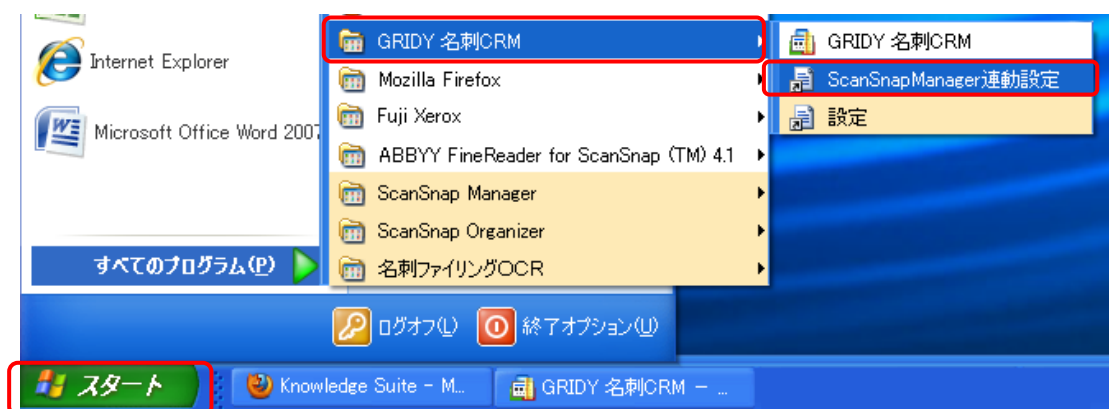 Internet Explorer
Microsoft Office Word 2007
すべてのプログラム(P)
GRIDY 名刺CRM
Mozilla Firefox
Fuji Xerox
ABBYY FineReader for ScanSnap (TM) 4.1
ScanSnap Manager
ScanSnap Organizer
名刺ファイリングOCR
GRIDY 名刺CRM
ScanSnapManager連動設定
設定
ログオフ(L)
終了オプション(U)
スタート
Knowledge Suite - M...
GRIDY 名刺CRM - ...